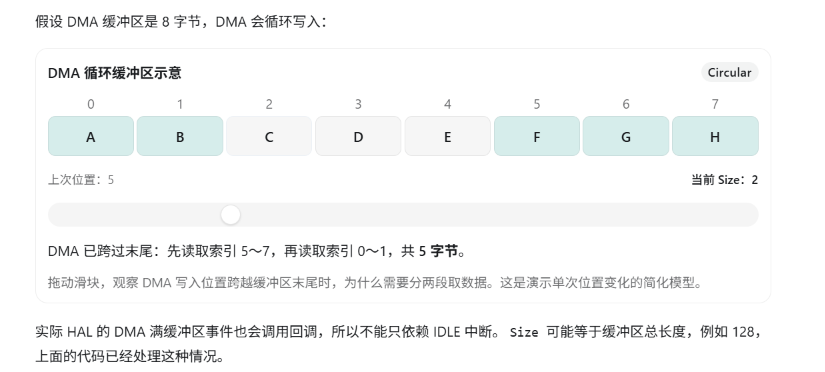 假设 DMA 缓冲区是 8 字节，DMA 会循环写入：
DMA 循环缓冲区示意
Circular
0 1 2 3 4 5 6 7
A B C D E F G H
上次位置：5
当前 Size：2
DMA 已跨过末尾：先读取索引 5～7，再读取索引 0～1，共 5 字节。
拖动滑块，观察 DMA 写入位置跨越缓冲区末尾时，为什么需要分两段取数据。这是演示单次位置变化的简化模型。
实际 HAL 的 DMA 满缓冲区事件也会调用回调，所以不能只依赖 IDLE 中断。 Size 可能等于缓冲区总长度，例如 128，
上面的代码已经处理这种情况。